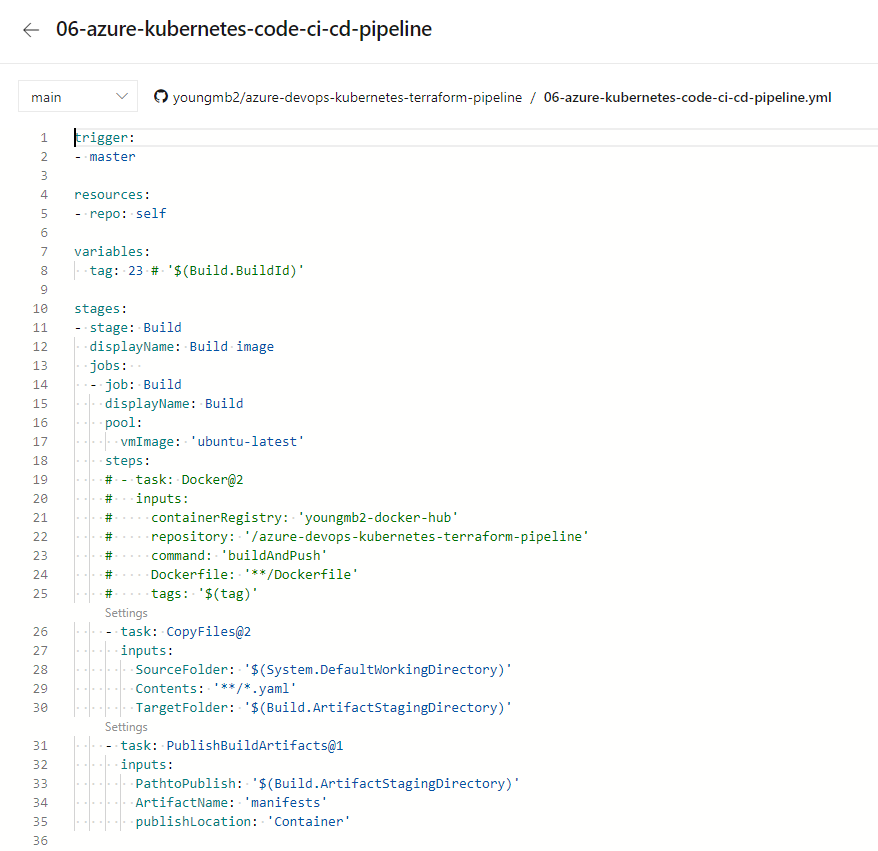 ← 06-azure-kubernetes-code-ci-cd-pipeline
main youngmb2/azure-devops-kubernetes-terraform-pipeline / 06-azure-kubernetes-code-ci-cd-pipeline.yml
1 trigger:
2 - master
3
4 resources:
5 - repo: self
6
7 variables:
8   tag: 23 # '$(Build.BuildId)'
9
10 stages:
11 - stage: Build
12   displayName: Build image
13   jobs:
14   - job: Build
15     displayName: Build
16     pool:
17       vmImage: 'ubuntu-latest'
18     steps:
19     # - task: Docker@2
20     #   inputs:
21     #     containerRegistry: 'youngmb2-docker-hub'
22     #     repository: '/azure-devops-kubernetes-terraform-pipeline'
23     #     command: 'buildAndPush'
24     #     Dockerfile: '**/Dockerfile'
25     #     tags: '$(tag)'
Settings
26     - task: CopyFiles@2
27       inputs:
28         SourceFolder: '$(System.DefaultWorkingDirectory)'
29         Contents: '**/*.yaml'
30         TargetFolder: '$(Build.ArtifactStagingDirectory)'
Settings
31     - task: PublishBuildArtifacts@1
32       inputs:
33         PathtoPublish: '$(Build.ArtifactStagingDirectory)'
34         ArtifactName: 'manifests'
35         publishLocation: 'Container'
36